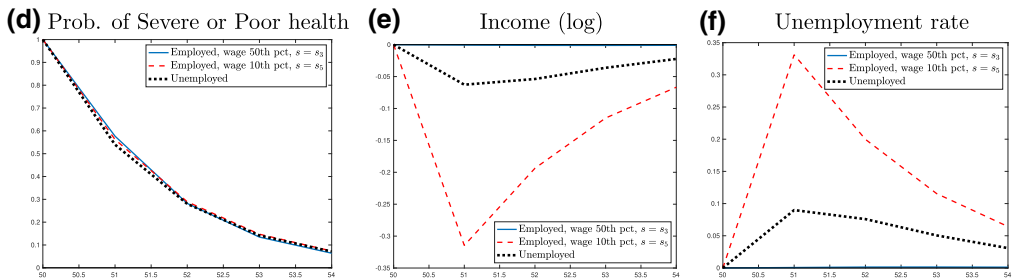 (d) Prob. of Severe or Poor health
1
0.9
0.8
0.7
0.6
0.5
0.4
0.3
0.2
0.1
0
50 50.5 51 51.5 52 52.5 53 53.5 54
Employed, wage 50th pct, s = s₃
Employed, wage 10th pct, s = s₅
Unemployed
(e) Income (log)
0
-0.05
-0.1
-0.15
-0.2
-0.25
-0.3
-0.35
50 50.5 51 51.5 52 52.5 53 53.5 54
Employed, wage 50th pct, s = s₃
Employed, wage 10th pct, s = s₅
Unemployed
(f) Unemployment rate
0.35
0.3
0.25
0.2
0.15
0.1
0.05
0
50 50.5 51 51.5 52 52.5 53 53.5 54
Employed, wage 50th pct, s = s₃
Employed, wage 10th pct, s = s₅
Unemployed